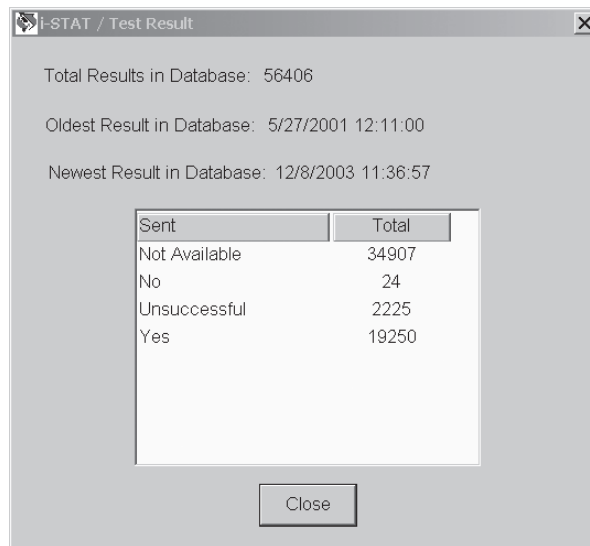 i-STAT / Test Result
Total Results in Database: 56406
Oldest Result in Database: 5/27/2001 12:11:00
Newest Result in Database: 12/8/2003 11:36:57
Sent Total
Not Available 34907
No 24
Unsuccessful 2225
Yes 19250
Close